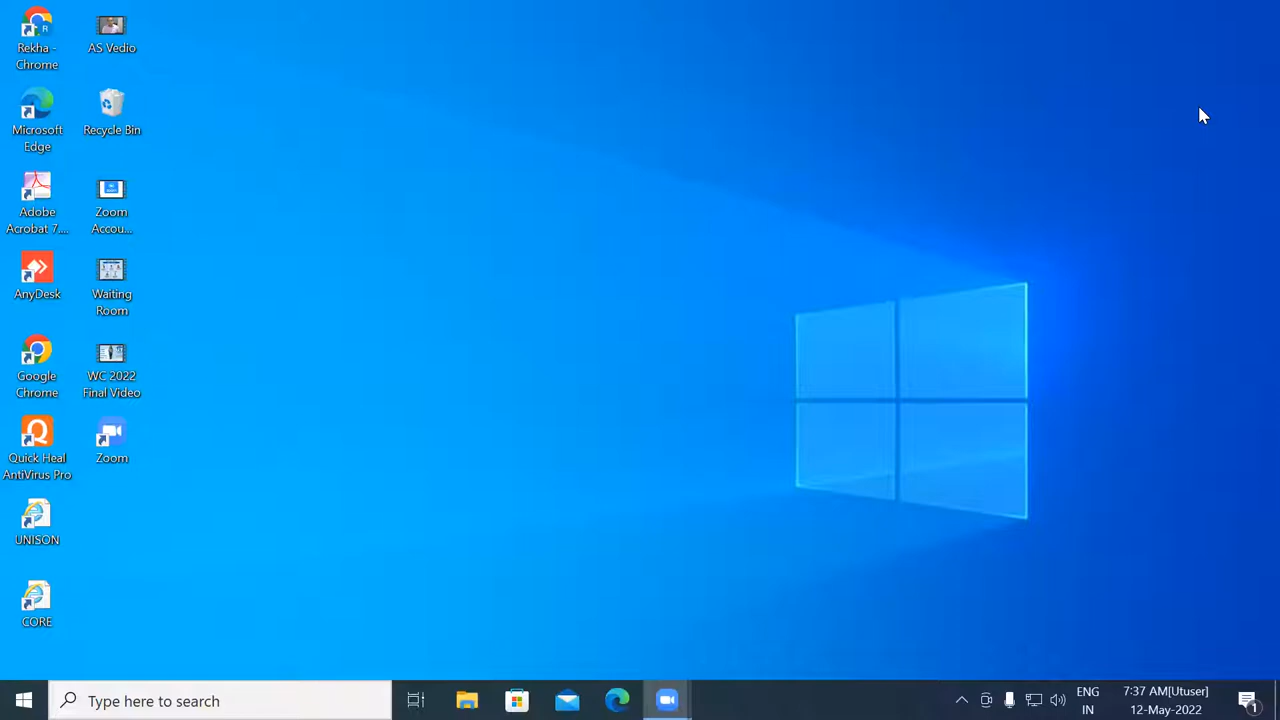 Rekha -
Chrome
AS Vedio
Microsoft
Edge
Recycle Bin
Adobe
Acrobat 7....
Zoom
Accou...
AnyDesk
Waiting
Room
Google
Chrome
WC 2022
Final Video
Quick Heal
AntiVirus Pro
Zoom
UNISON
CORE
Type here to search
ENG
IN
7:37 AM[Utuser]
12-May-2022
1